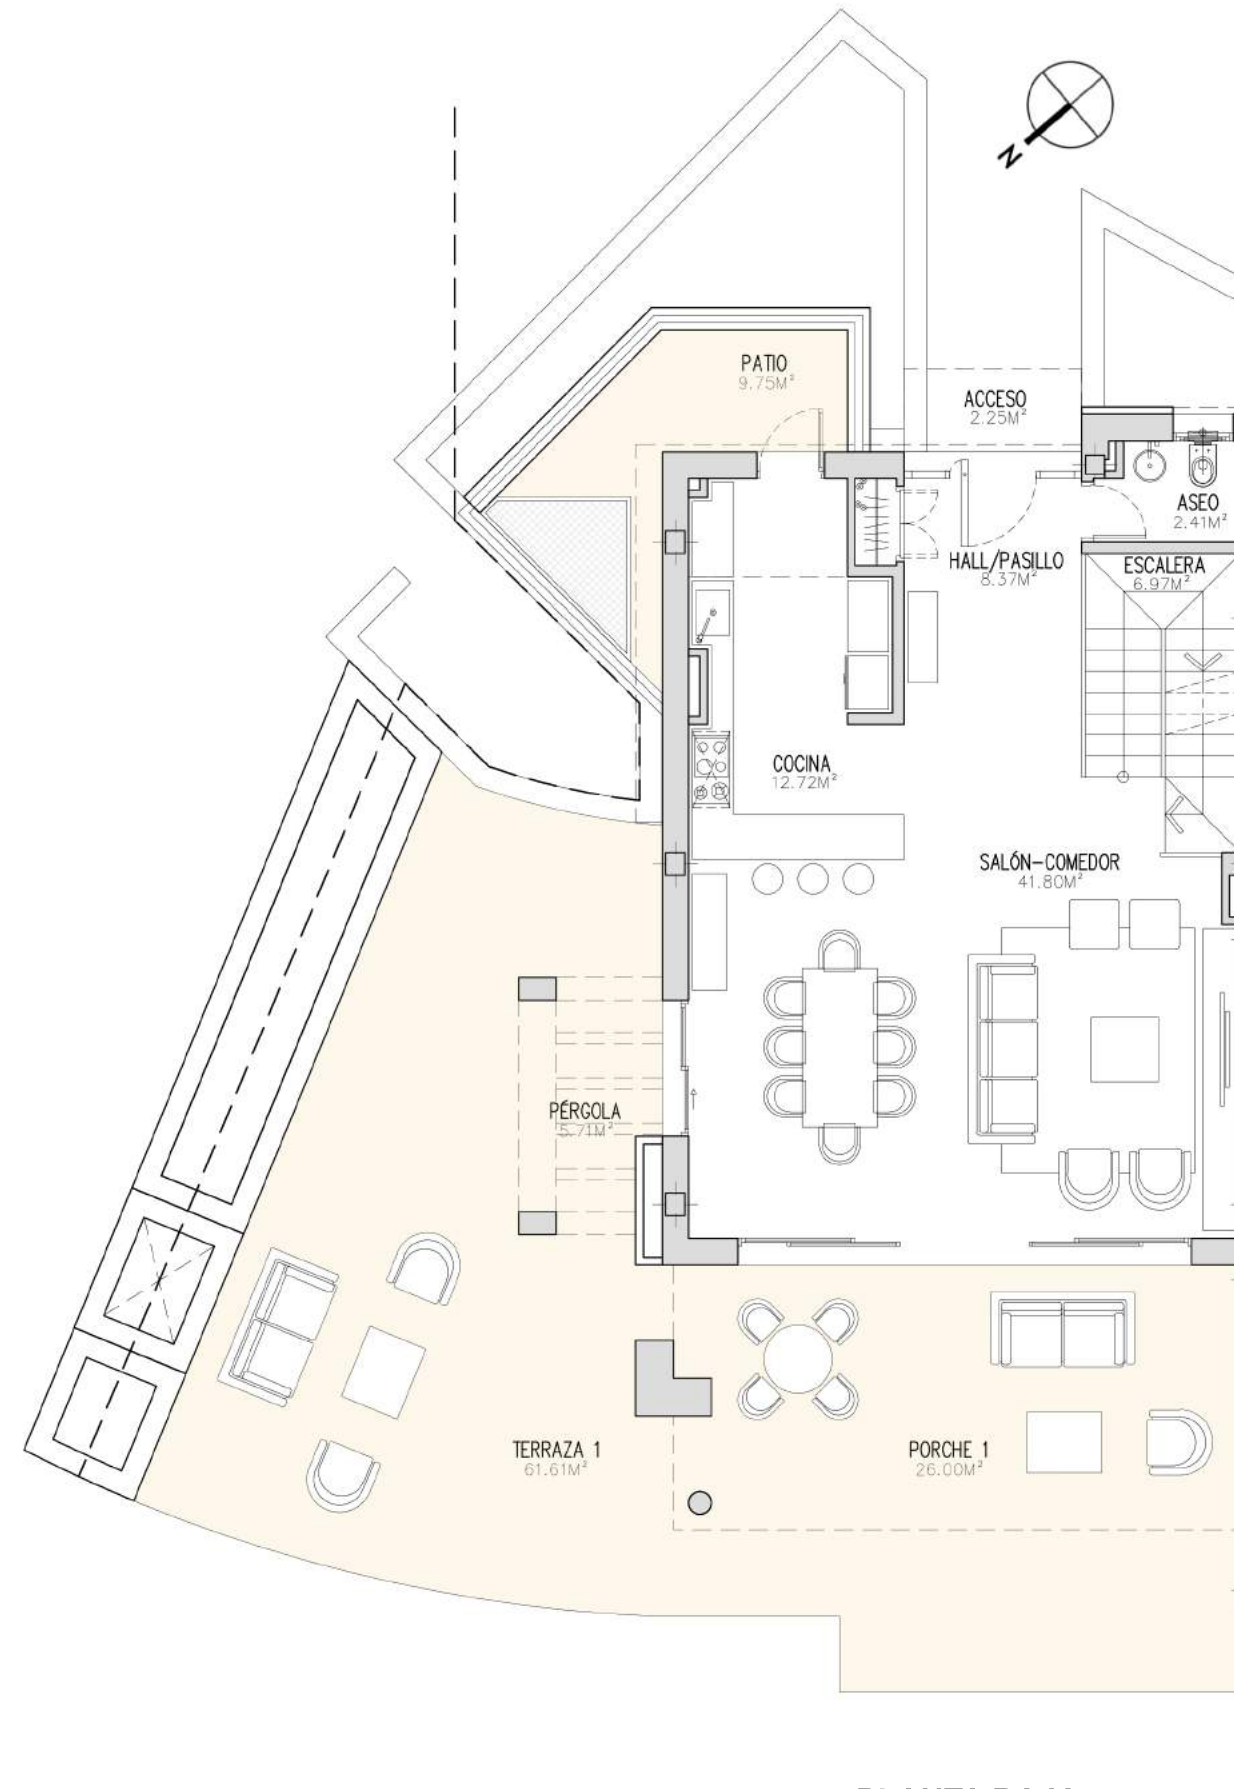 N
PATIO
9.75M²
ACCESO
2.25M²
ASEO
2.41M²
HALL/PASILLO
8.37M²
ESCALERA
6.97M²
COCINA
12.72M²
SALÓN-COMEDOR
41.80M²
PÉRGOLA
5.71M²
TERRAZA 1
61.61M²
PORCHE 1
26.00M²